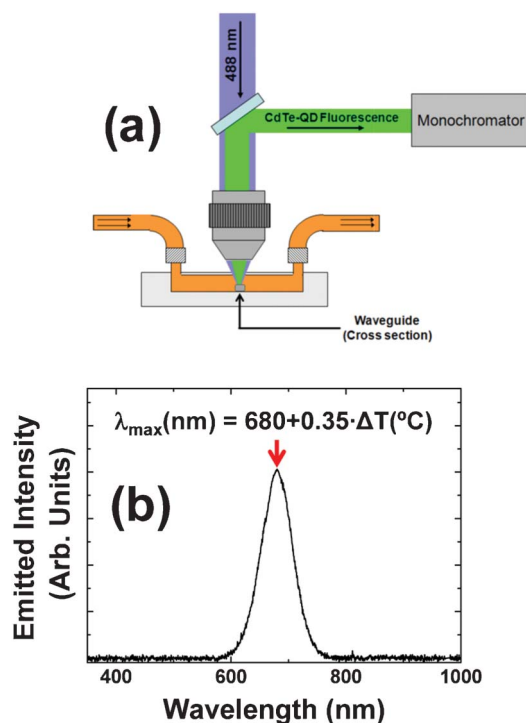 (a)
488 nm
CdTe-QD Fluorescence
Monochromator
Waveguide
(Cross section)
λmax(nm) = 680+0.35·ΔT(ºC)
(b)
Emitted Intensity
(Arb. Units)
400 600 800 1000
Wavelength (nm)